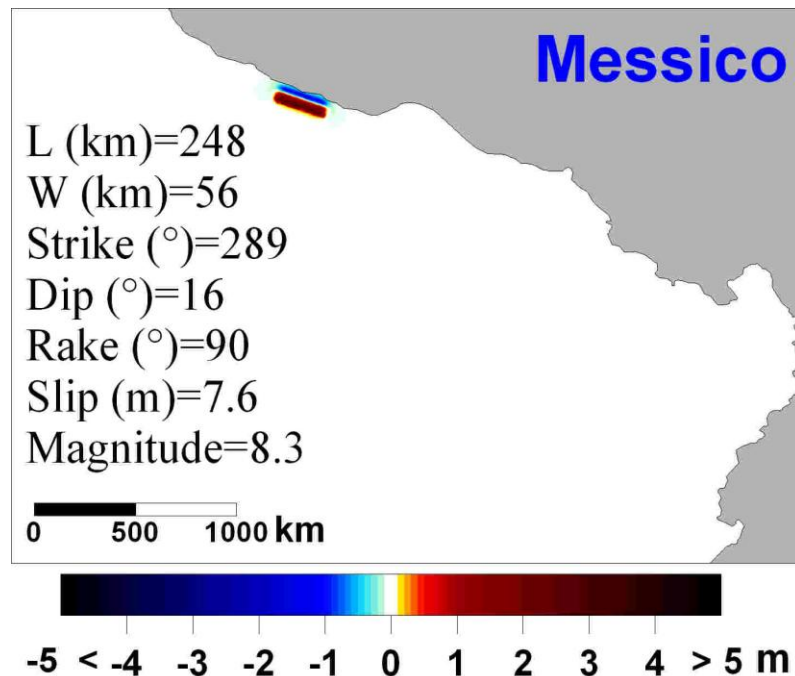 Messico
L (km)=248
W (km)=56
Strike (°)=289
Dip (°)=16
Rake (°)=90
Slip (m)=7.6
Magnitude=8.3
0 500 1000 km
-5 < -4 -3 -2 -1 0 1 2 3 4 > 5 m